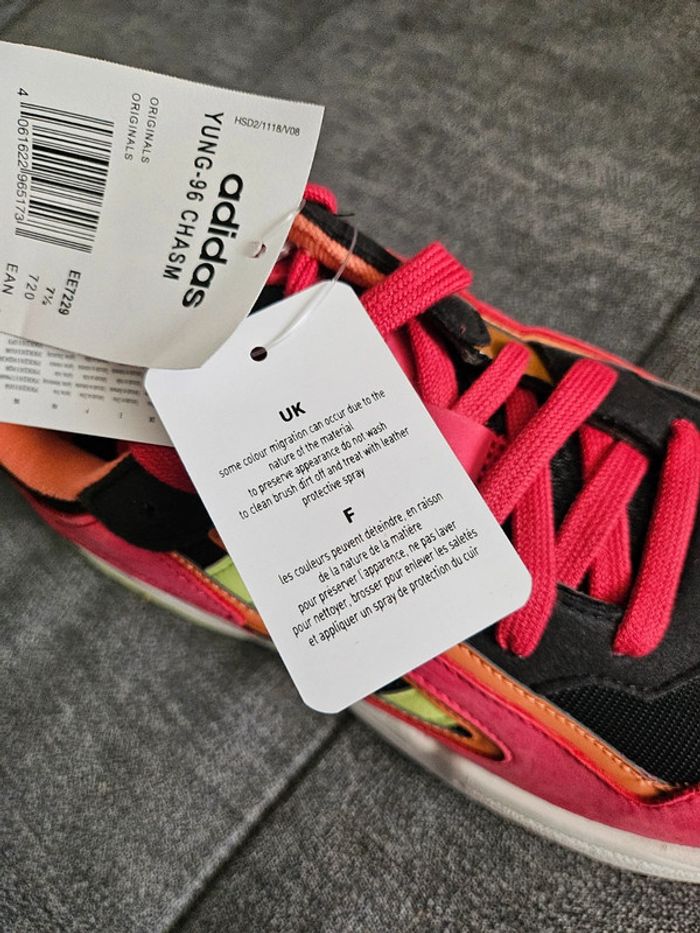 HSD2/1118/V08
adidas
YUNG-96 CHASM
ORIGINALS
ORIGINALS
4 061622 965173
EE7229
7½
720
EAN
UK
some colour migration can occur due to the
nature of the material
to preserve appearance do not wash
to clean brush dirt off and treat with leather
protective spray
F
les couleurs peuvent déteindre, en raison
de la nature de la matière
pour préserver l'apparence, ne pas laver
pour nettoyer, brosser pour enlever les saletés
et appliquer un spray de protection du cuir